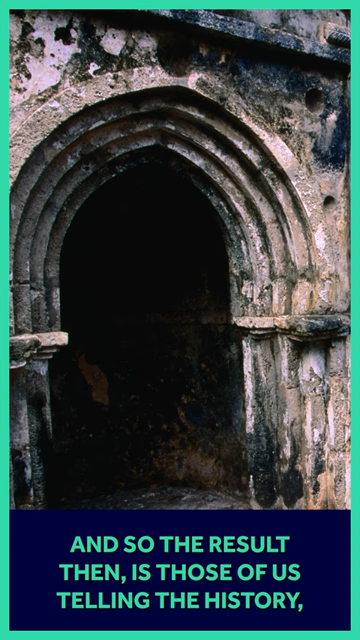 AND SO THE RESULT
THEN, IS THOSE OF US
TELLING THE HISTORY,